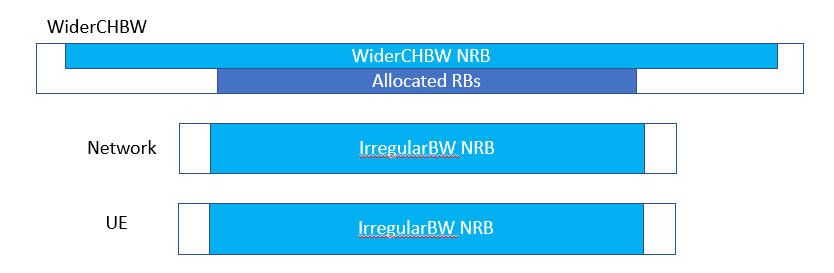 WiderCHBW
WiderCHBW NRB
Allocated RBs
Network
IrregularBW NRB
UE
IrregularBW NRB